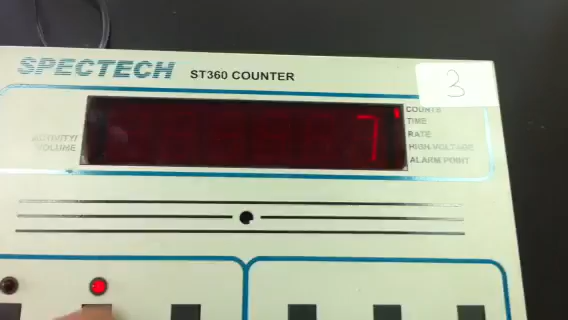 SPECTECH ST360 COUNTER
3
7
COUNTS
TIME
RATE
HIGH VOLTAGE
ALARM POINT
ACTIVITY/
VOLUME